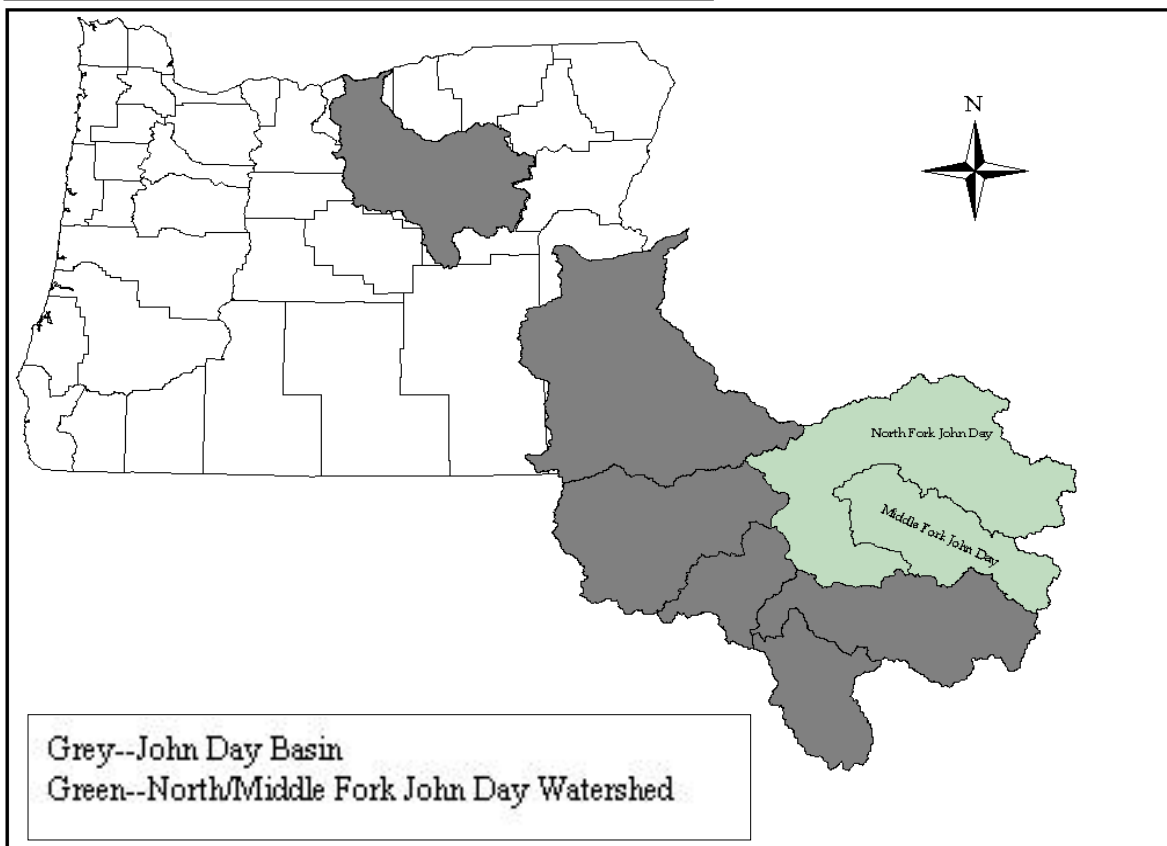 N
North Fork John Day
Middle Fork John Day
Grey--John Day Basin
Green--North/Middle Fork John Day Watershed